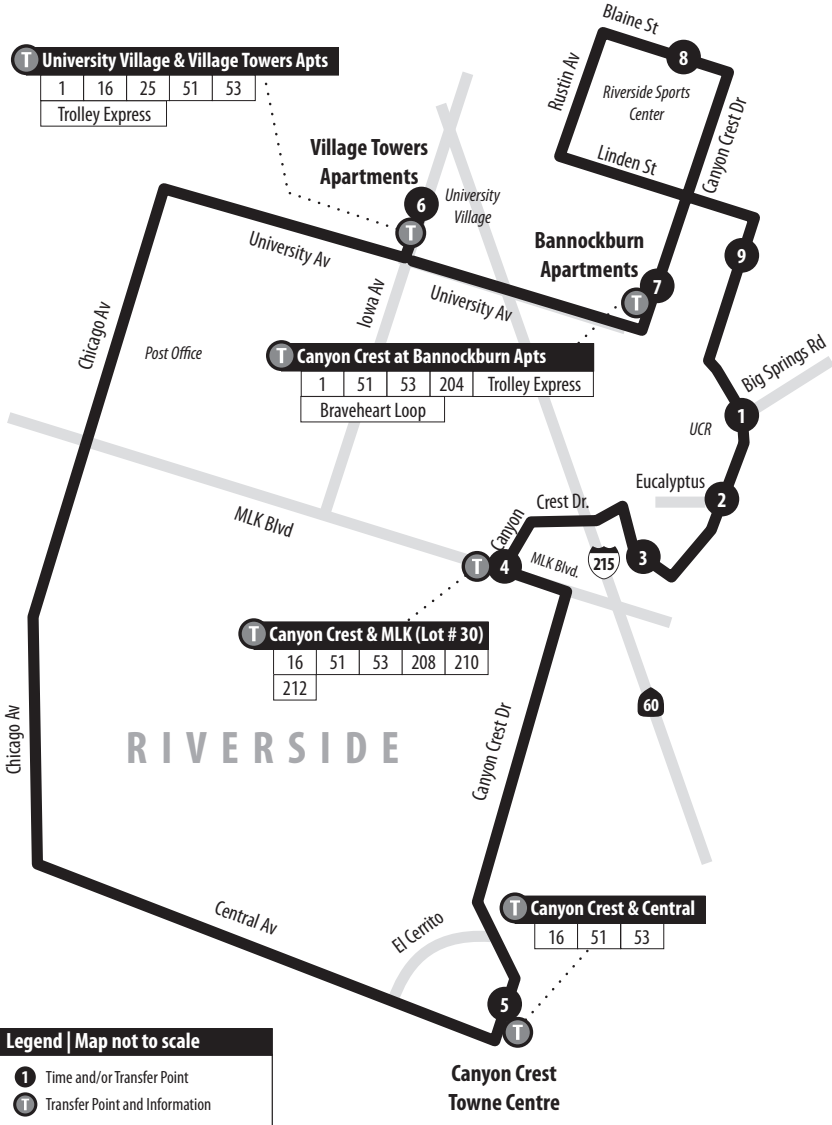 Blaine St
8
T University Village & Village Towers Apts
1 16 25 51 53
Trolley Express
Rustin Av
Riverside Sports
Center
Canyon Crest Dr
Linden St
Village Towers
Apartments
6
University
Village
T
University Av
Bannockburn
Apartments
9
7
T
Iowa Av
University Av
Chicago Av
Post Office
T Canyon Crest at Bannockburn Apts
1 51 53 204 Trolley Express
Braveheart Loop
Big Springs Rd
1
UCR
Eucalyptus
2
MLK Blvd
Canyon
Crest Dr.
T
4
MLK Blvd.
215
3
T Canyon Crest & MLK (Lot # 30)
16 51 53 208 210
212
60
Chicago Av
RIVERSIDE
Canyon Crest Dr
T Canyon Crest & Central
16 51 53
Central Av
El Cerrito
5
T
Canyon Crest
Towne Centre
Legend | Map not to scale
1 Time and/or Transfer Point
T Transfer Point and Information